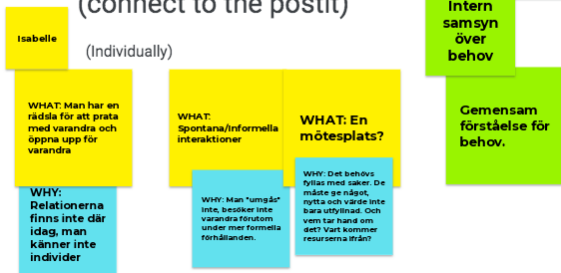 (connect to the postit)
(Individually)
Isabelle
WHAT: Man har en
rädsla för att prata
med varandra och
öppna upp för
varandra
WHY:
Relationerna
finns inte där
idag, man
känner inte
individer
WHAT:
Spontana/Informella
interaktioner
WHY: Man "umgås"
inte, besöker inte
varandra förutom
under mer formella
förhållanden.
WHAT: En
mötesplats?
WHY: Det behövs
fyllas med saker. De
måste ge något,
nytta och värde inte
bara utfyllnad. Och
vem tar hand om
det? Vart kommer
resurserna ifrån?
Intern
samsyn
över
behov
Gemensam
förståelse för
behov.